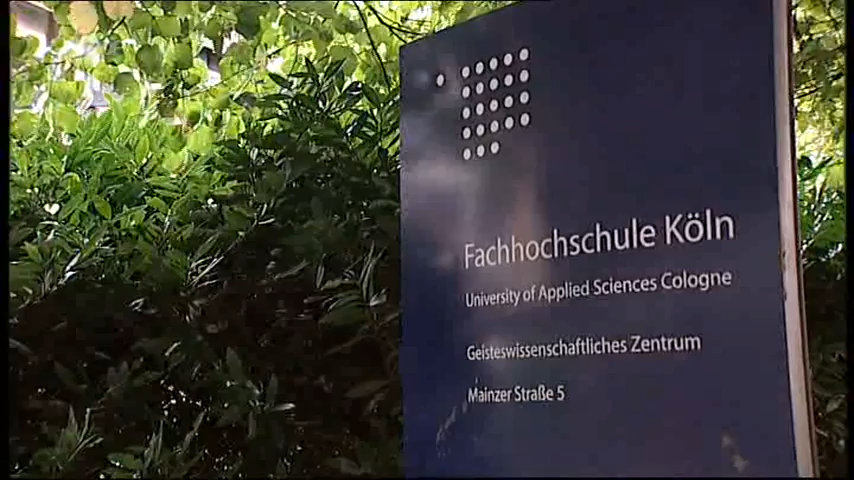 Fachhochschule Köln
University of Applied Sciences Cologne
Geisteswissenschaftliches Zentrum
Mainzer Straße 5